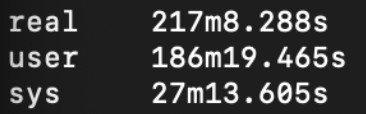 real 217m8.288s
user 186m19.465s
sys 27m13.605s